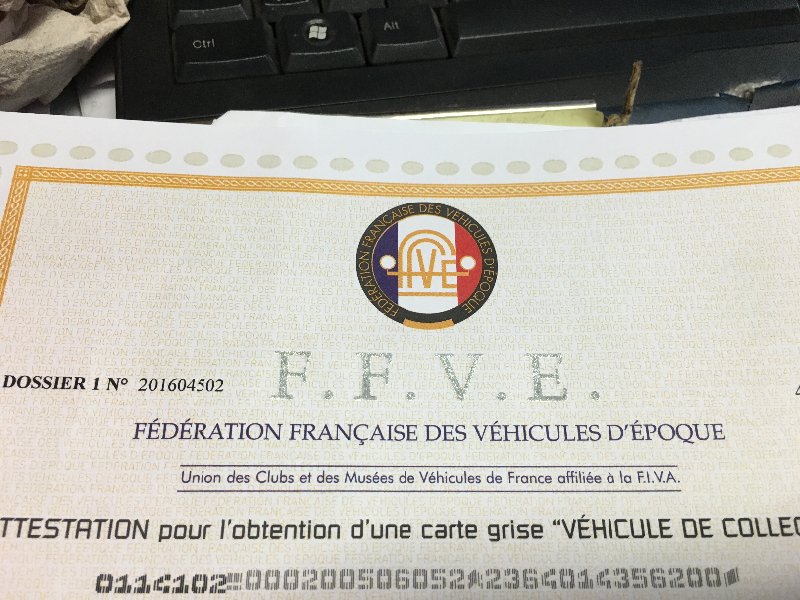 Ctrl
Alt
FÉDÉRATION FRANÇAISE DES VÉHICULES D'ÉPOQUE
FFVE
F.F.V.E.
DOSSIER 1 N° 201604502
FÉDÉRATION FRANÇAISE DES VÉHICULES D'ÉPOQUE
Union des Clubs et des Musées de Véhicules de France affiliée à la F.I.V.A.
TTESTATION pour l'obtention d'une carte grise "VÉHICULE DE COLLEC